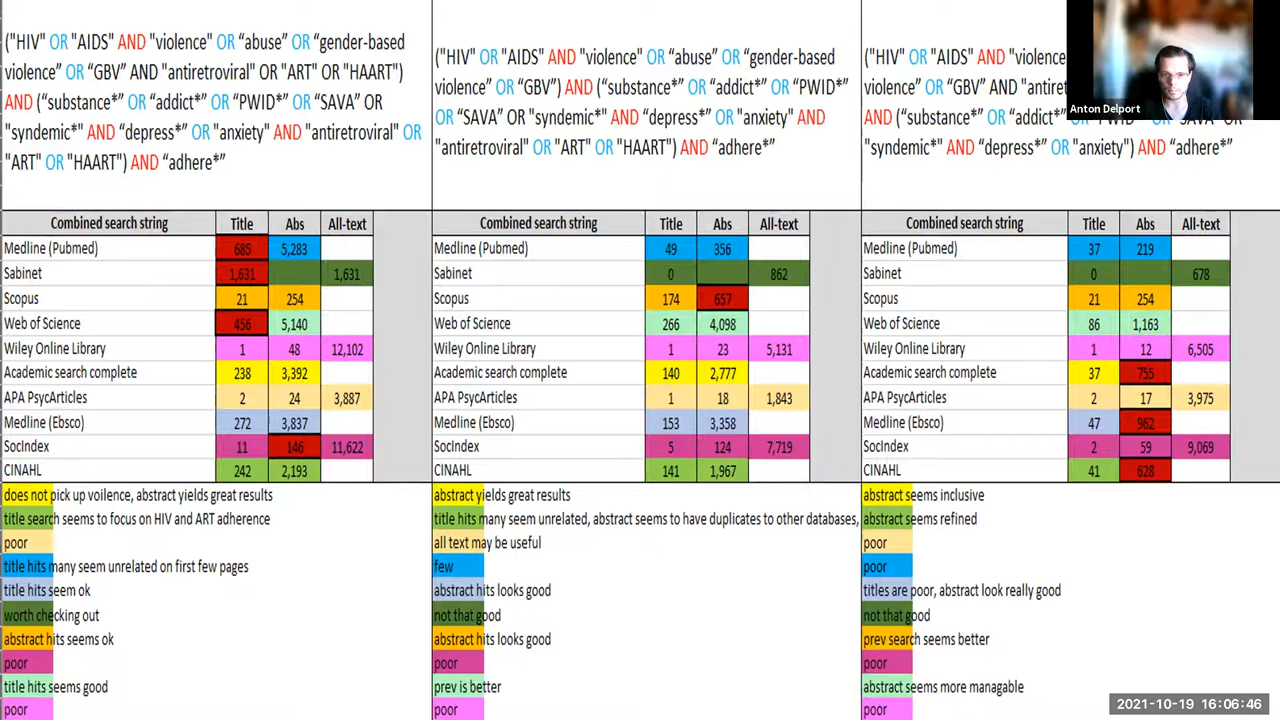 ("HIV" OR "AIDS" AND "violence" OR “abuse” OR “gender-based
violence” OR “GBV” AND "antiretroviral" OR "ART" OR "HAART")
AND (“substance*” OR “addict*” OR “PWID*” OR “SAVA” OR
"syndemic*" AND “depress*” OR "anxiety" AND "antiretroviral" OR
"ART" OR "HAART") AND “adhere*”
("HIV" OR "AIDS" AND "violence" OR “abuse” OR “gender-based
violence” OR “GBV”) AND (“substance*” OR “addict*” OR “PWID*”
OR “SAVA” OR "syndemic*" AND “depress*” OR "anxiety" AND
"antiretroviral" OR "ART" OR "HAART") AND “adhere*”
("HIV" OR "AIDS" AND "violence
violence” OR “GBV” AND "antiret
AND (“substance*” OR “addict*
"syndemic*" AND “depress*” OR "anxiety") AND “adhere*”
Anton Delport
Combined search string Title Abs All-text
Medline (Pubmed) 685 5,283
Sabinet 1,631 1,631
Scopus 21 254
Web of Science 456 5,140
Wiley Online Library 1 48 12,102
Academic search complete 238 3,392
APA PsycArticles 2 24 3,887
Medline (Ebsco) 272 3,837
SocIndex 11 146 11,622
CINAHL 242 2,193
does not pick up voilence, abstract yields great results
title search seems to focus on HIV and ART adherence
poor
title hits many seem unrelated on first few pages
title hits seem ok
worth checking out
abstract hits seems ok
poor
title hits seems good
poor
Combined search string Title Abs All-text
Medline (Pubmed) 49 356
Sabinet 0 862
Scopus 174 657
Web of Science 266 4,098
Wiley Online Library 1 23 5,131
Academic search complete 140 2,777
APA PsycArticles 1 18 1,843
Medline (Ebsco) 153 3,358
SocIndex 5 124 7,719
CINAHL 141 1,967
abstract yields great results
title hits many seem unrelated, abstract seems to have duplicates to other databases,
all text may be useful
few
abstract hits looks good
not that good
abstract hits looks good
poor
prev is better
poor
Combined search string Title Abs All-text
Medline (Pubmed) 37 219
Sabinet 0 678
Scopus 21 254
Web of Science 86 1,163
Wiley Online Library 1 12 6,505
Academic search complete 37 755
APA PsycArticles 2 17 3,975
Medline (Ebsco) 47 962
SocIndex 2 59 9,069
CINAHL 41 628
abstract seems inclusive
abstract seems refined
poor
poor
titles are poor, abstract look really good
not that good
prev search seems better
poor
abstract seems more managable
poor
2021-10-19 16:06:46